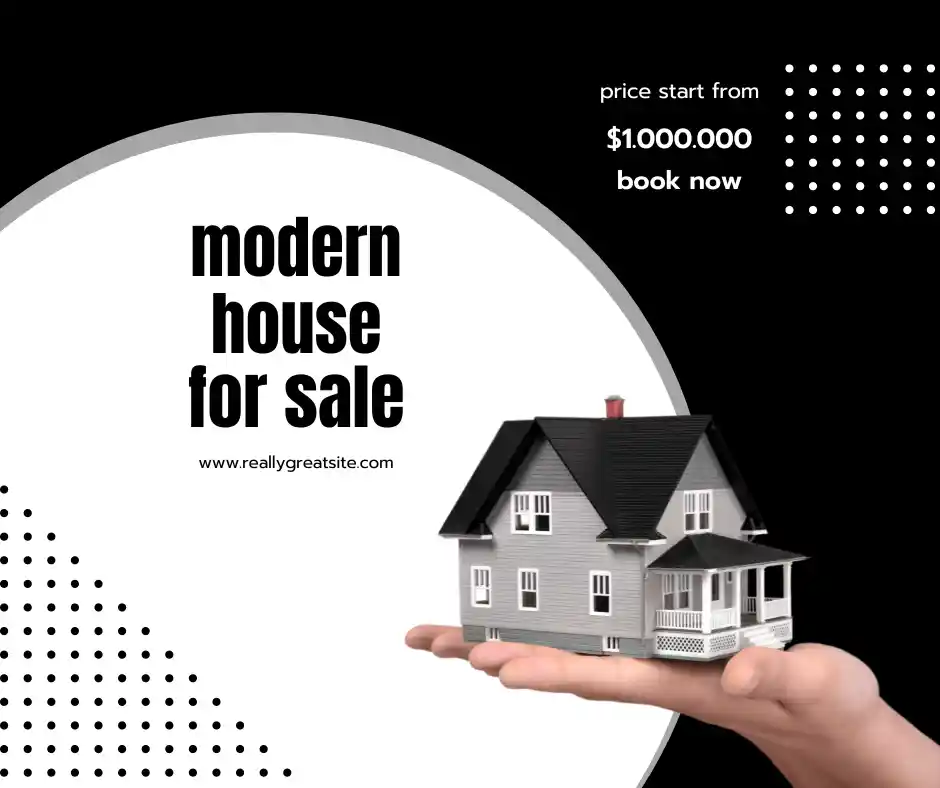 price start from
$1.000.000
book now
modern
house
for sale
www.reallygreatsite.com